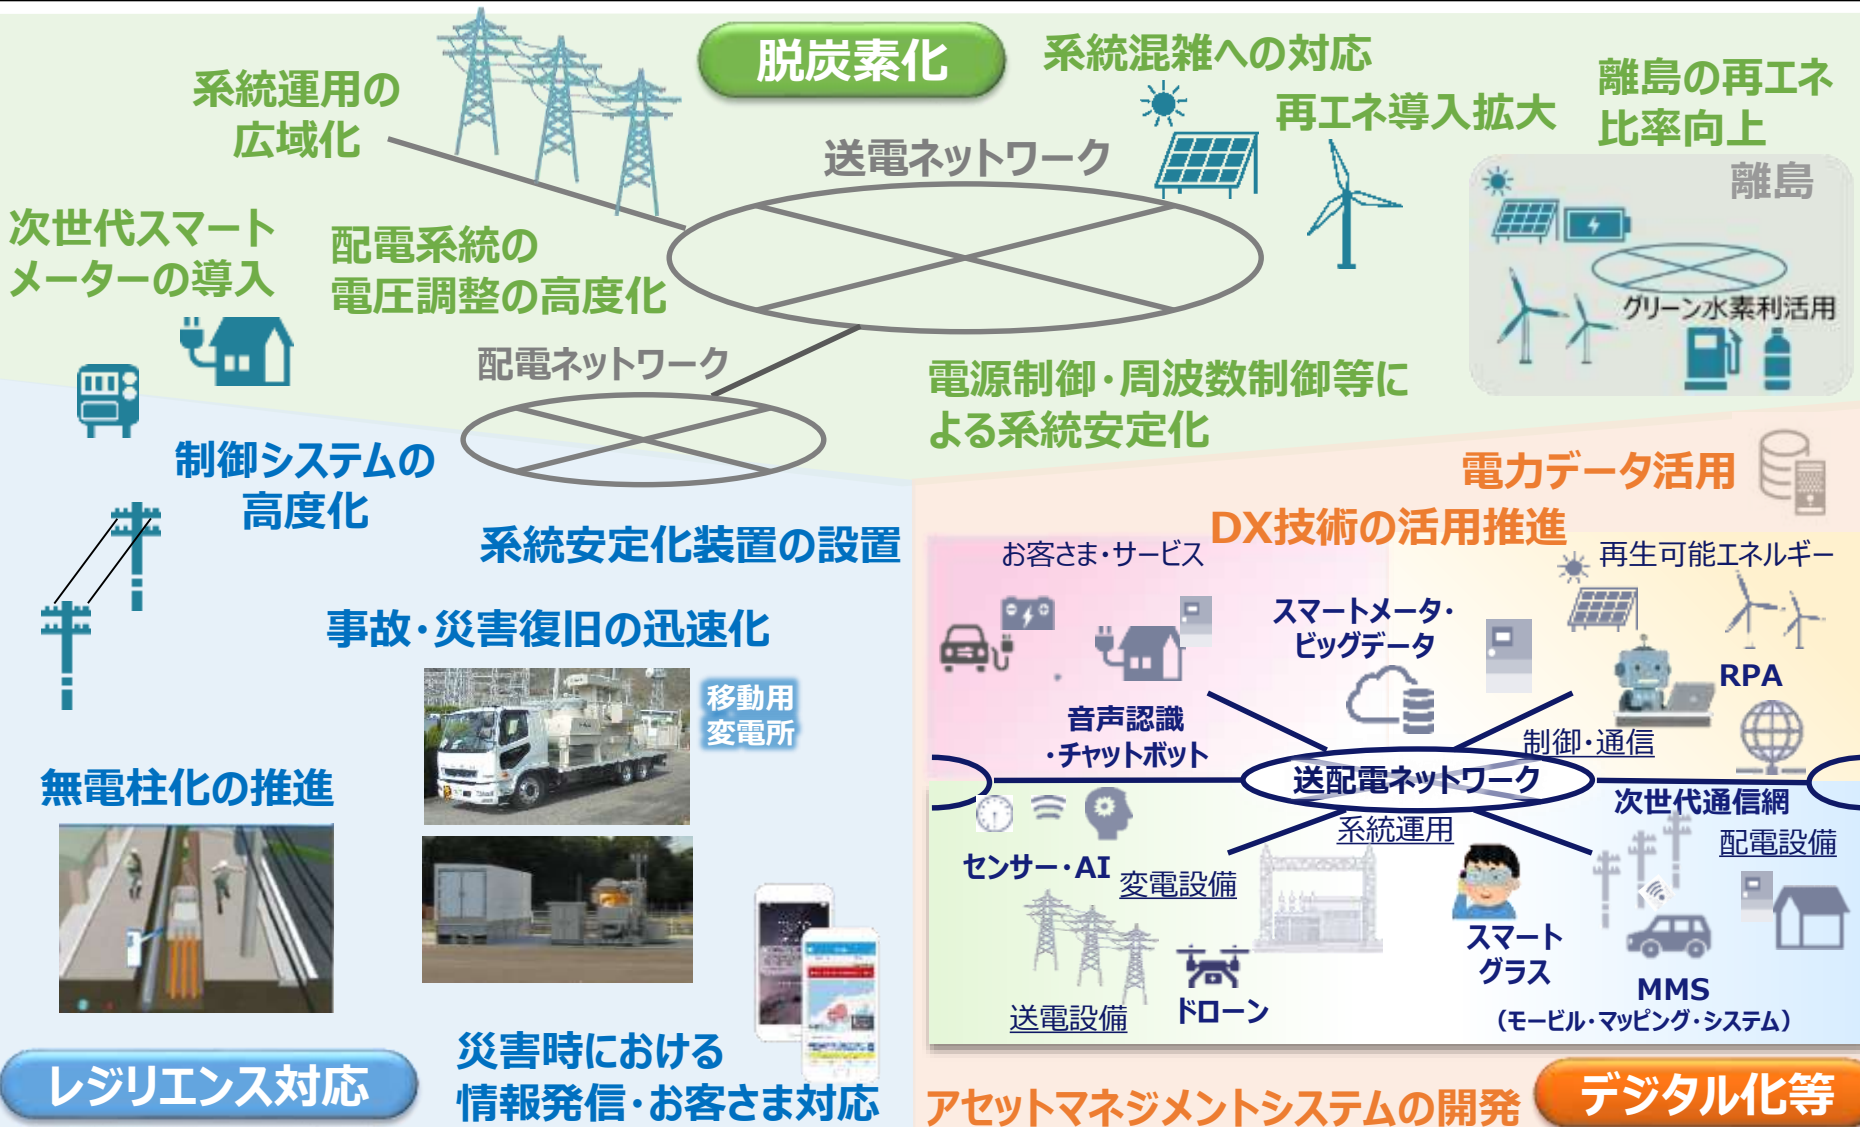 脱炭素化
系統運用の
広域化
系統混雑への対応
再エネ導入拡大
離島の再エネ
比率向上
離島
グリーン水素利活用
送電ネットワーク
次世代スマート
メーターの導入
配電系統の
電圧調整の高度化
配電ネットワーク
電源制御・周波数制御等に
よる系統安定化
制御システムの
高度化
系統安定化装置の設置
事故・災害復旧の迅速化
移動用
変電所
無電柱化の推進
災害時における
情報発信・お客さま対応
レジリエンス対応
電力データ活用
DX技術の活用推進
お客さま・サービス
再生可能エネルギー
スマートメータ・
ビッグデータ
RPA
音声認識
・チャットボット
制御・通信
送配電ネットワーク
次世代通信網
系統運用
配電設備
センサー・AI
変電設備
スマート
グラス
送電設備
ドローン
MMS
（モービル・マッピング・システム）
アセットマネジメントシステムの開発
デジタル化等